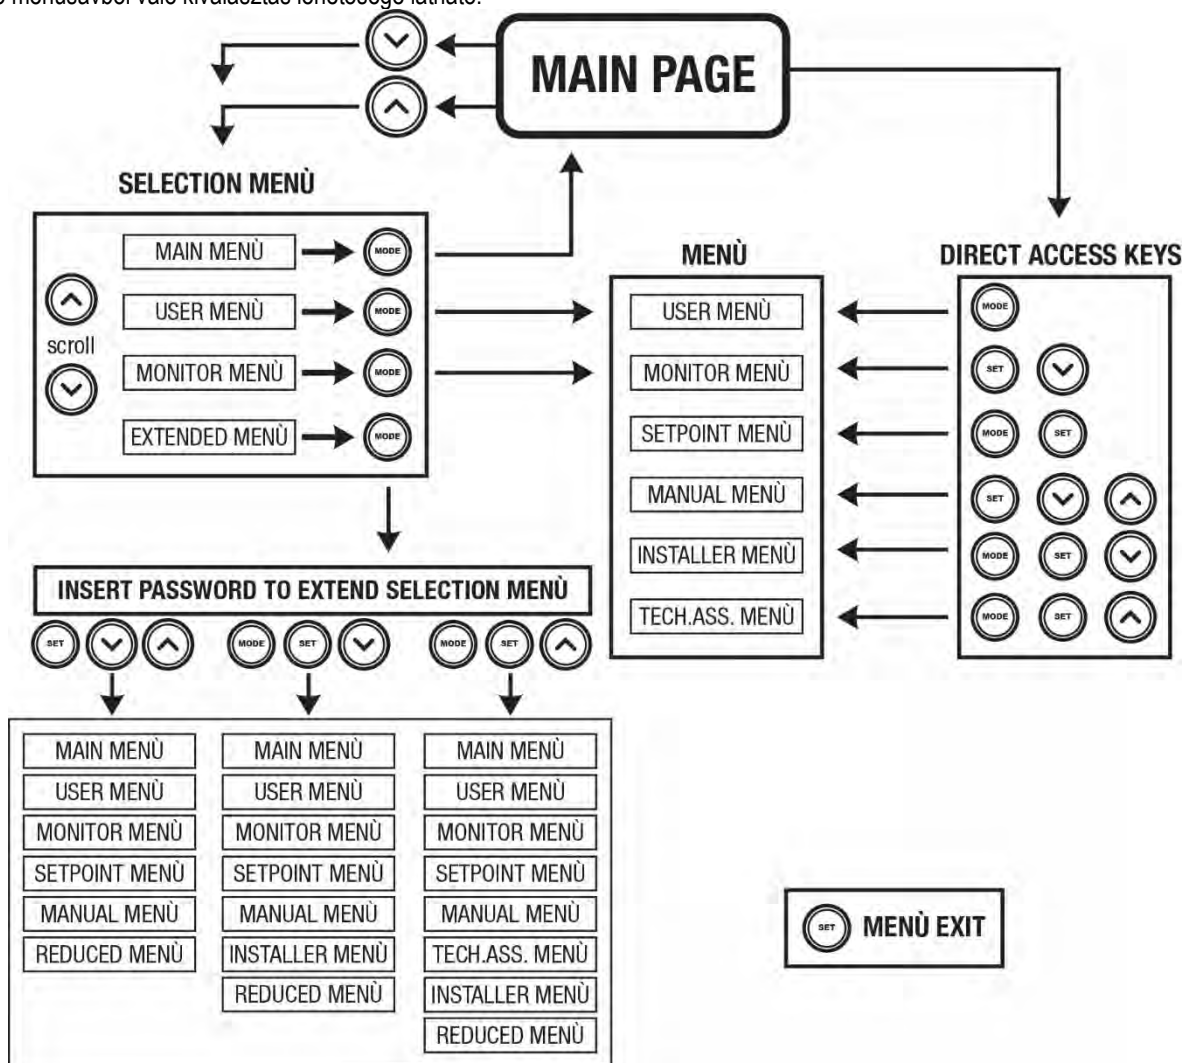 menüsávból való kiválasztás lehetősége látható.
MAIN PAGE
SELECTION MENÙ
MAIN MENÙ MODE
USER MENÙ MODE
scroll
MONITOR MENÙ MODE
EXTENDED MENÙ MODE
MENÙ
USER MENÙ
MONITOR MENÙ
SETPOINT MENÙ
MANUAL MENÙ
INSTALLER MENÙ
TECH.ASS. MENÙ
DIRECT ACCESS KEYS
MODE
SET
MODE SET
SET
MODE SET
MODE SET
INSERT PASSWORD TO EXTEND SELECTION MENÙ
SET MODE SET MODE SET
MAIN MENÙ
USER MENÙ
MONITOR MENÙ
SETPOINT MENÙ
MANUAL MENÙ
REDUCED MENÙ
MAIN MENÙ
USER MENÙ
MONITOR MENÙ
SETPOINT MENÙ
MANUAL MENÙ
INSTALLER MENÙ
REDUCED MENÙ
MAIN MENÙ
USER MENÙ
MONITOR MENÙ
SETPOINT MENÙ
MANUAL MENÙ
TECH.ASS. MENÙ
INSTALLER MENÙ
REDUCED MENÙ
SET MENÙ EXIT